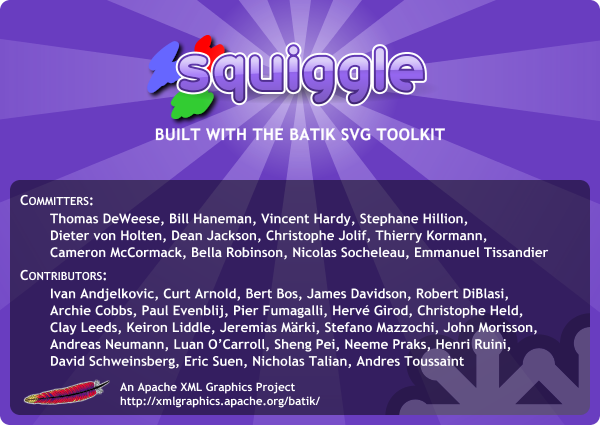 squiggle
BUILT WITH THE BATIK SVG TOOLKIT
COMMITTERS:
Thomas DeWeese, Bill Haneman, Vincent Hardy, Stephane Hillion,
Dieter von Holten, Dean Jackson, Christophe Jolif, Thierry Kormann,
Cameron McCormack, Bella Robinson, Nicolas Socheleau, Emmanuel Tissandier
CONTRIBUTORS:
Ivan Andjelkovic, Curt Arnold, Bert Bos, James Davidson, Robert DiBlasi,
Archie Cobbs, Paul Evenblij, Pier Fumagalli, Hervé Girod, Christophe Held,
Clay Leeds, Keiron Liddle, Jeremias Märki, Stefano Mazzochi, John Morisson,
Andreas Neumann, Luan O’Carroll, Sheng Pei, Neeme Praks, Henri Ruini,
David Schweinsberg, Eric Suen, Nicholas Talian, Andres Toussaint
An Apache XML Graphics Project
http://xmlgraphics.apache.org/batik/